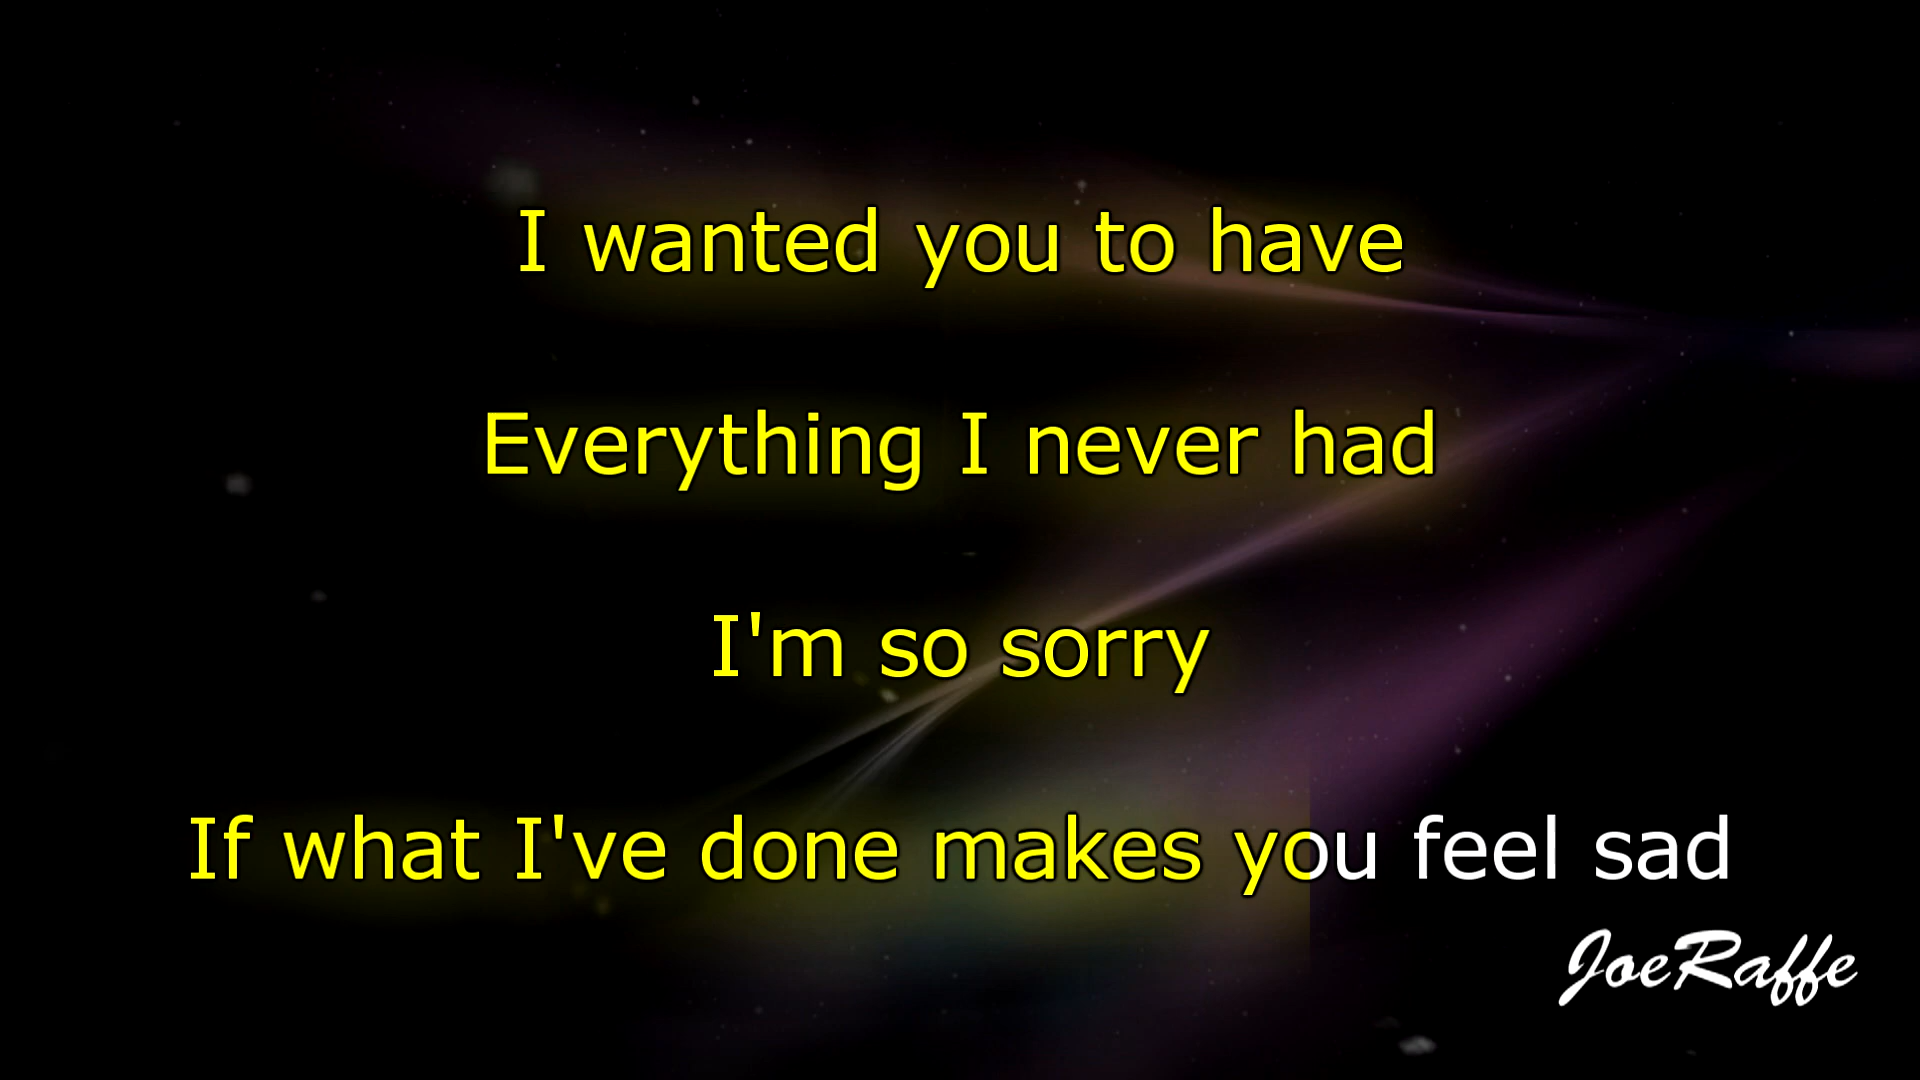 I wanted you to have
Everything I never had
I'm so sorry
If what I've done makes you feel sad
JoeRaffe